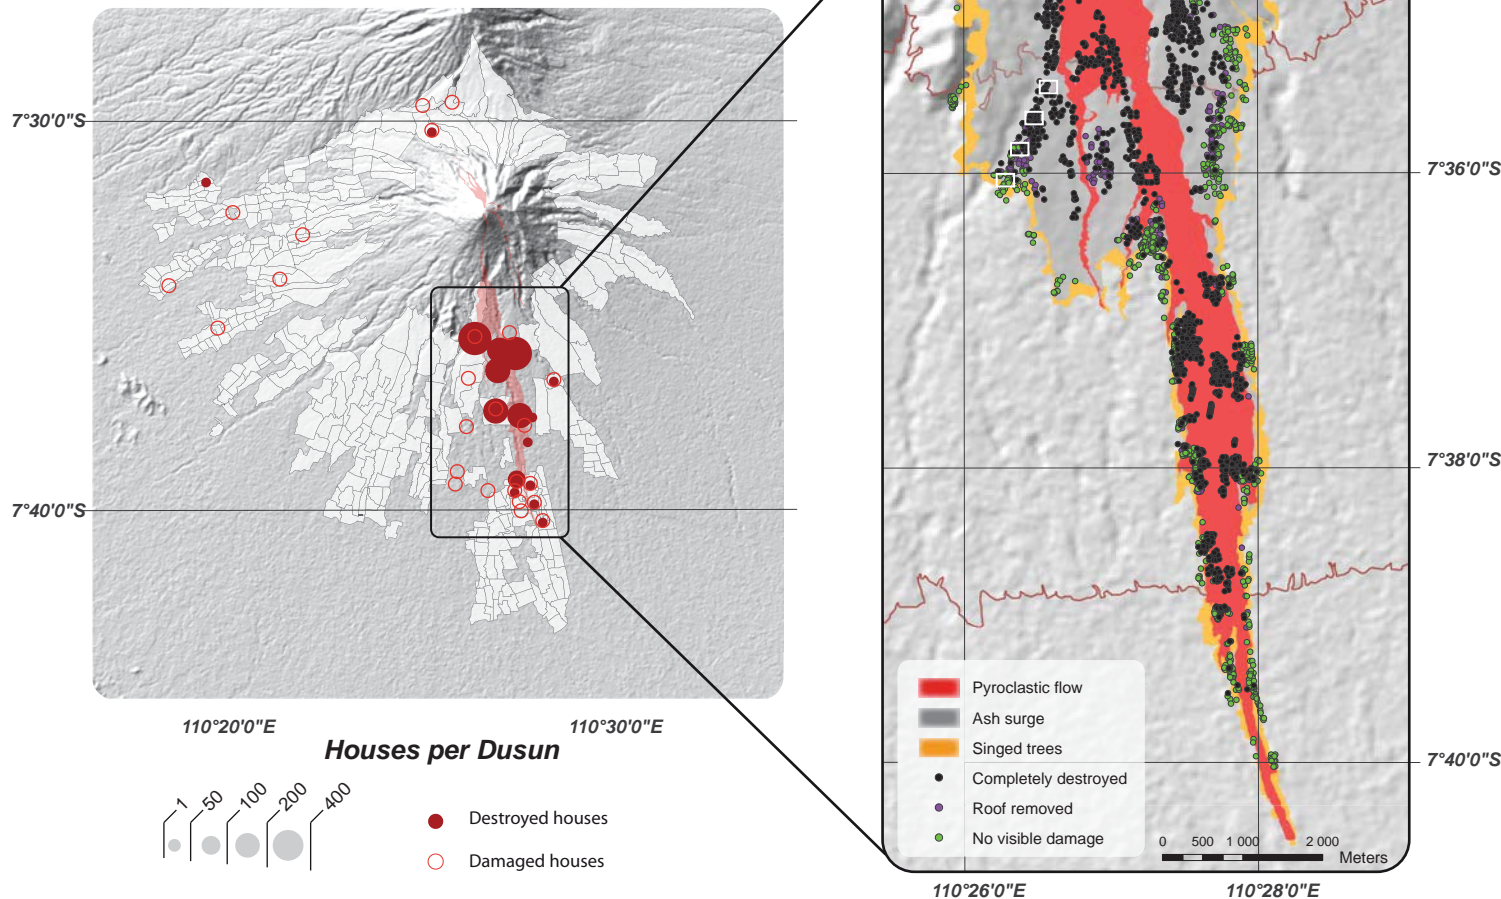 7°30'0"S
7°40'0"S
110°20'0"E
110°30'0"E
Houses per Dusun
1
50
100
200
400
Destroyed houses
Damaged houses
7°36'0"S
7°38'0"S
7°40'0"S
Pyroclastic flow
Ash surge
Singed trees
Completely destroyed
Roof removed
No visible damage
0 500 1 000 2 000
Meters
110°26'0"E
110°28'0"E